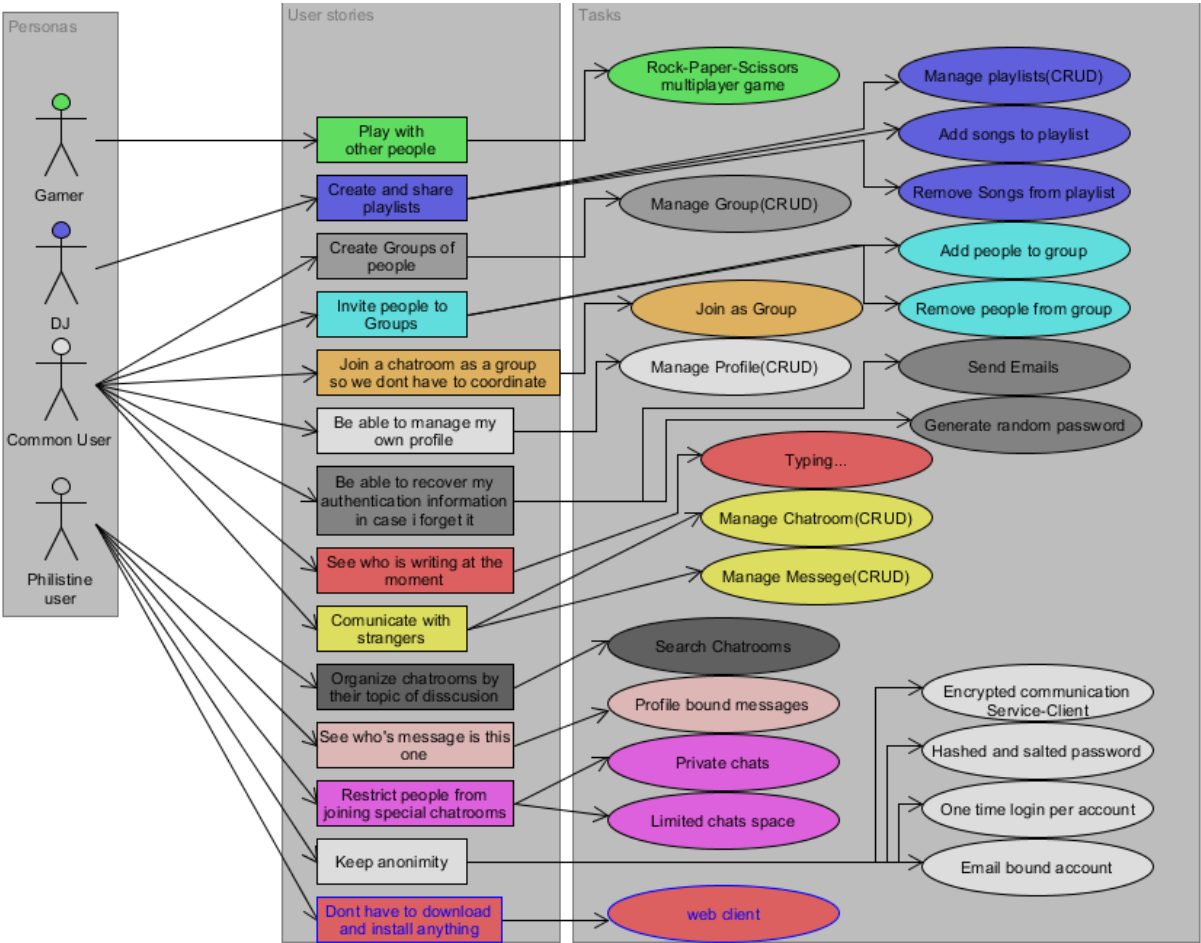 Personas
Gamer
DJ
Common User
Philistine
user
User stories
Play with
other people
Create and share
playlists
Create Groups of
people
Invite people to
Groups
Join a chatroom as a group
so we dont have to coordinate
Be able to manage my
own profile
Be able to recover my
authentication information
in case i forget it
See who is writing at the
moment
Comunicate with
strangers
Organize chatrooms by
their topic of disscusion
See who's message is this
one
Restrict people from
joining special chatrooms
Keep anonimity
Dont have to download
and install anything
Tasks
Rock-Paper-Scissors
multiplayer game
Manage playlists(CRUD)
Add songs to playlist
Remove Songs from playlist
Manage Group(CRUD)
Add people to group
Remove people from group
Join as Group
Manage Profile(CRUD)
Send Emails
Generate random password
Typing...
Manage Chatroom(CRUD)
Manage Messege(CRUD)
Search Chatrooms
Profile bound messages
Private chats
Limited chats space
Encrypted communication
Service-Client
Hashed and salted password
One time login per account
Email bound account
web client